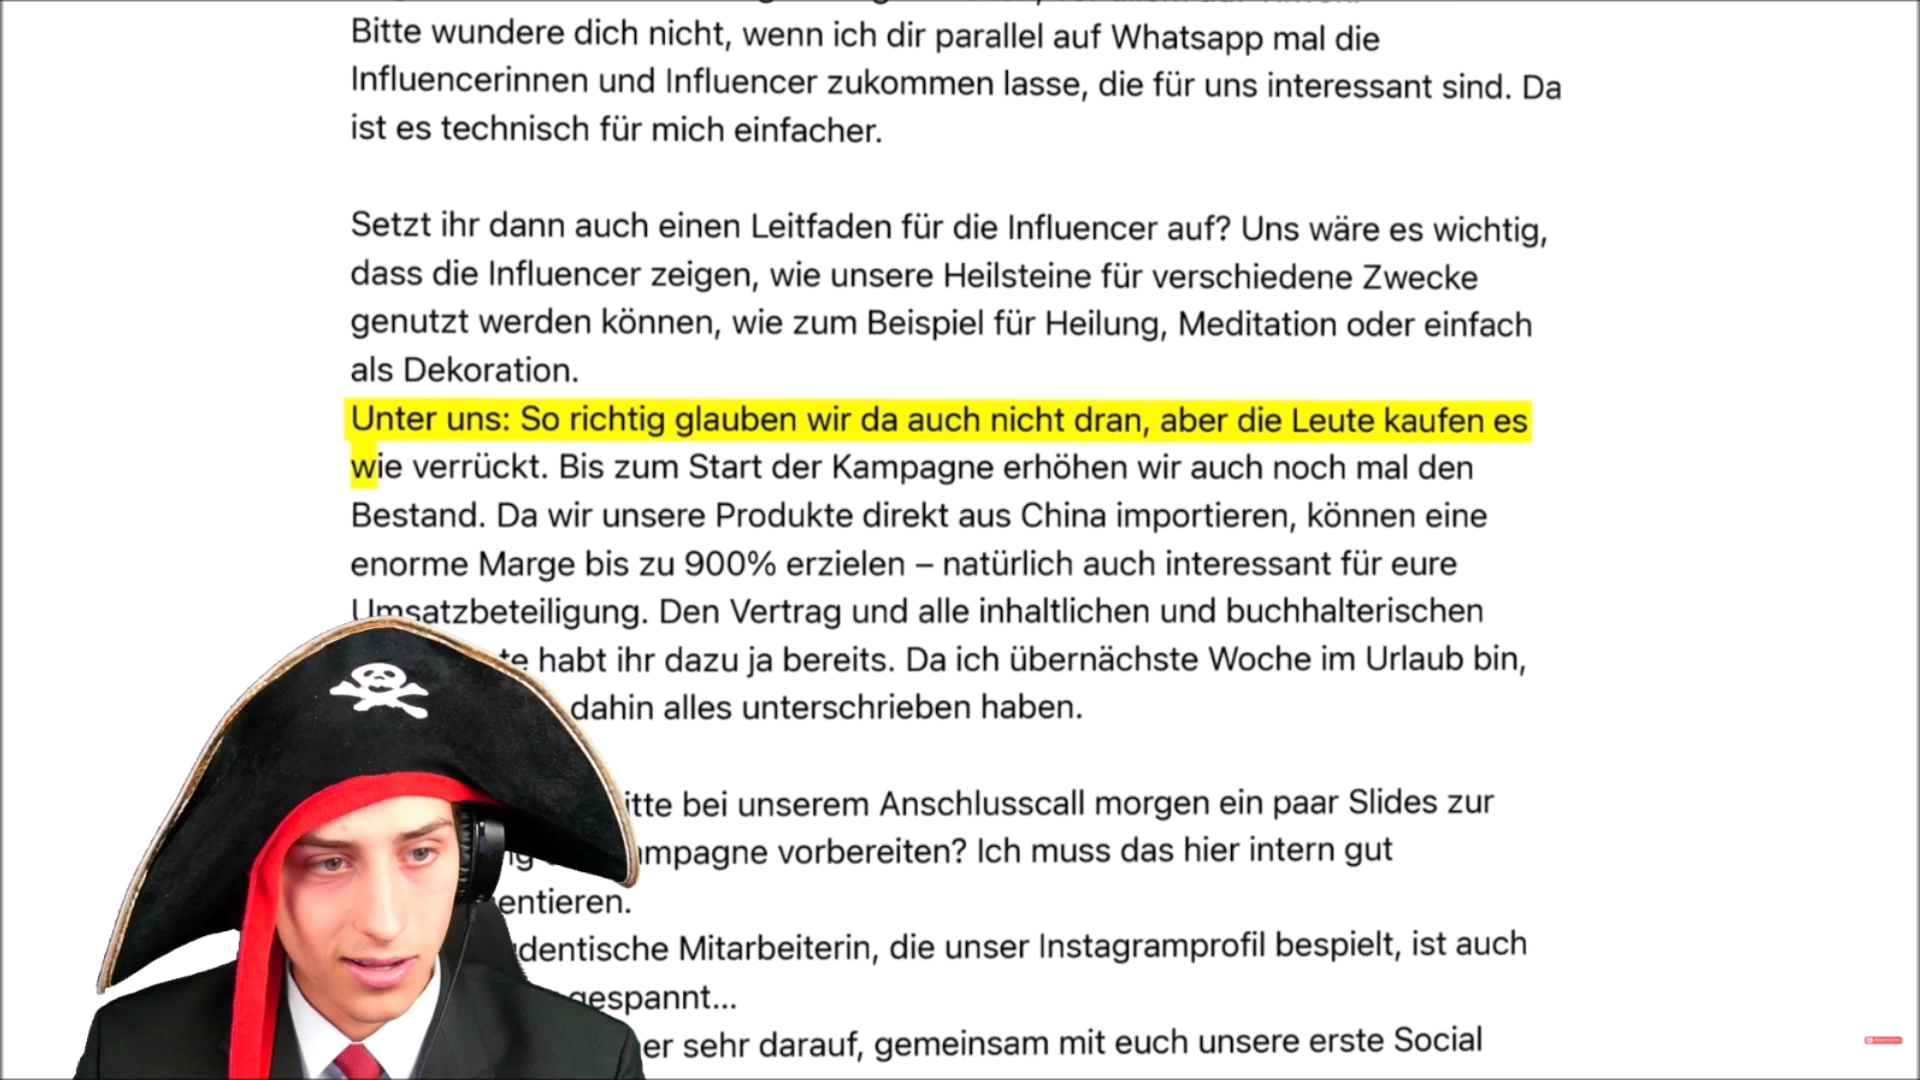 Bitte wundere dich nicht, wenn ich dir parallel auf Whatsapp mal die
Influencerinnen und Influencer zukommen lasse, die für uns interessant sind. Da
ist es technisch für mich einfacher.
Setzt ihr dann auch einen Leitfaden für die Influencer auf? Uns wäre es wichtig,
dass die Influencer zeigen, wie unsere Heilsteine für verschiedene Zwecke
genutzt werden können, wie zum Beispiel für Heilung, Meditation oder einfach
als Dekoration.
Unter uns: So richtig glauben wir da auch nicht dran, aber die Leute kaufen es
wie verrückt. Bis zum Start der Kampagne erhöhen wir auch noch mal den
Bestand. Da wir unsere Produkte direkt aus China importieren, können eine
enorme Marge bis zu 900% erzielen – natürlich auch interessant für eure
Umsatzbeteiligung. Den Vertrag und alle inhaltlichen und buchhalterischen
habt ihr dazu ja bereits. Da ich übernächste Woche im Urlaub bin,
dahin alles unterschrieben haben.
bei unserem Anschlusscall morgen ein paar Slides zur
vorbereiten? Ich muss das hier intern gut
Mitarbeiterin, die unser Instagramprofil bespielt, ist auch
gespannt...
sehr darauf, gemeinsam mit euch unsere erste Social